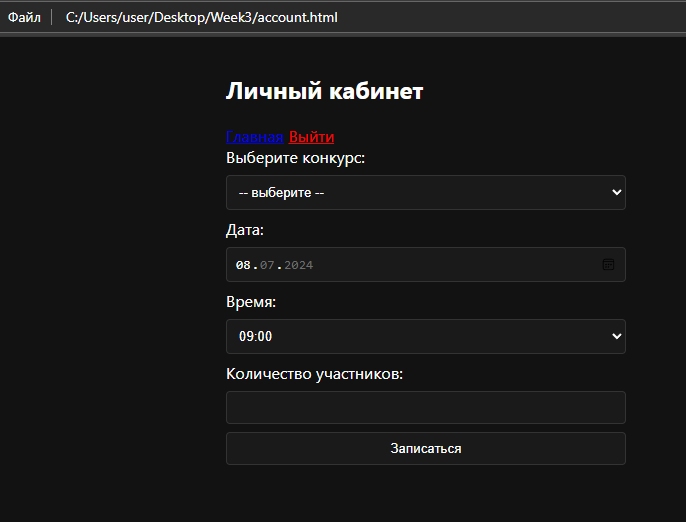 Файл C:/Users/user/Desktop/Week3/account.html
Личный кабинет
Главная Выйти
Выберите конкурс:
-- выберите --
Дата:
08.07.2024
Время:
09:00
Количество участников:
Записаться